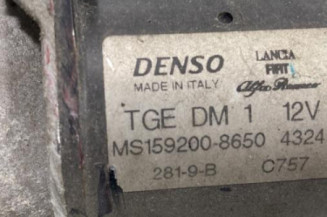 DENSO
MADE IN ITALY
LANCIA
FIAT
Alfa Romeo
TGE DM 1 12V
MS159200-8650 4324
281-9-B C757